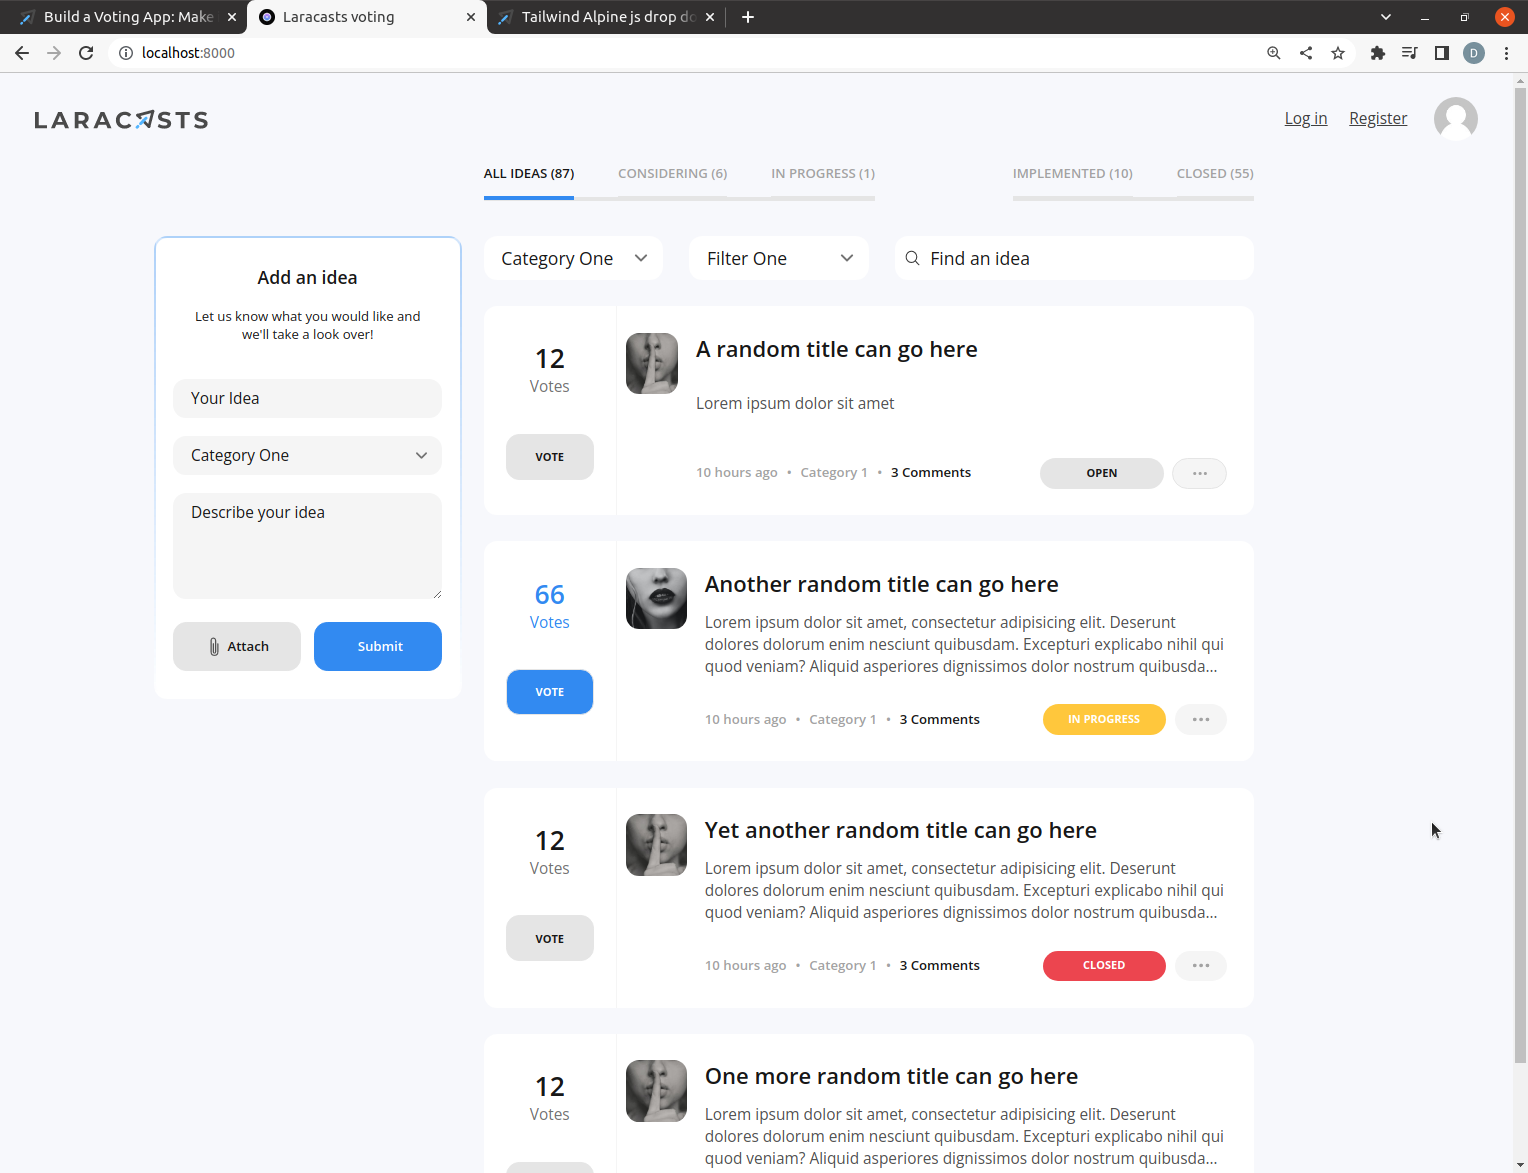 Build a Voting App: Make
Laracasts voting
Tailwind Alpine js drop do
localhost:8000
D
LARACASTS
Log in
Register
ALL IDEAS (87)
CONSIDERING (6)
IN PROGRESS (1)
IMPLEMENTED (10)
CLOSED (55)
Add an idea
Let us know what you would like and
we'll take a look over!
Your Idea
Category One
Describe your idea
Attach
Submit
Category One
Filter One
Find an idea
12
Votes
VOTE
A random title can go here
Lorem ipsum dolor sit amet
10 hours ago • Category 1 • 3 Comments
OPEN
66
Votes
VOTE
Another random title can go here
Lorem ipsum dolor sit amet, consectetur adipisicing elit. Deserunt
dolores dolorum enim nesciunt quibusdam. Excepturi explicabo nihil qui
quod veniam? Aliquid asperiores dignissimos dolor nostrum quibusda...
10 hours ago • Category 1 • 3 Comments
IN PROGRESS
12
Votes
VOTE
Yet another random title can go here
Lorem ipsum dolor sit amet, consectetur adipisicing elit. Deserunt
dolores dolorum enim nesciunt quibusdam. Excepturi explicabo nihil qui
quod veniam? Aliquid asperiores dignissimos dolor nostrum quibusda...
10 hours ago • Category 1 • 3 Comments
CLOSED
12
Votes
One more random title can go here
Lorem ipsum dolor sit amet, consectetur adipisicing elit. Deserunt
dolores dolorum enim nesciunt quibusdam. Excepturi explicabo nihil qui
quod veniam? Aliquid asperiores dignissimos dolor nostrum quibusda...